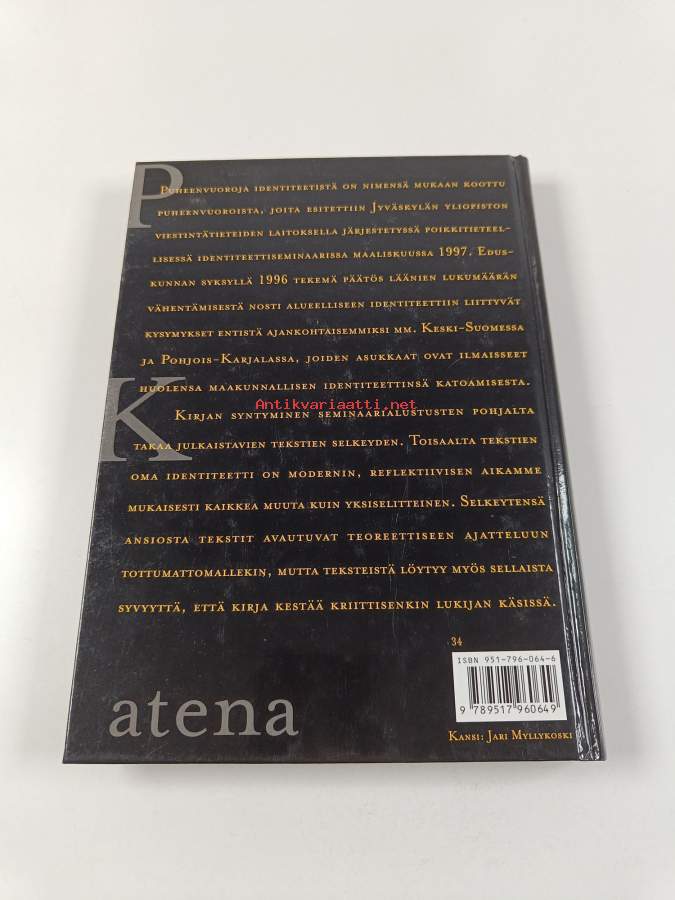 Puheenvuoroja identiteetistä on nimensä mukaan koottu
puheenvuoroista, joita esitettiin Jyväskylän yliopiston
viestintätieteiden laitoksella järjestetyssä poikkitieteel-
lisessä identiteettiseminaarissa maaliskuussa 1997. Edus-
kunnan syksyllä 1996 tekemä päätös läänien lukumäärän
vähentämisestä nosti alueelliseen identiteettiin liittyvät
kysymykset entistä ajankohtaisemmiksi mm. Keski-Suomessa
ja Pohjois-Karjalassa, joiden asukkaat ovat ilmaisseet
huolensa maakunnallisen identiteettinsä katoamisesta.
Antikvariaatti.net
Kirjan syntyminen seminaarialustusten pohjalta
takaa julkaistavien tekstien selkeyden. Toisaalta tekstien
oma identiteetti on modernin, reflektiivisen aikamme
mukaisesti kaikkea muuta kuin yksiselitteinen. Selkeytensä
ansiosta tekstit avautuvat teoreettiseen ajatteluun
tottumattomallekin, mutta teksteistä löytyy myös sellaista
syvyyttä, että kirja kestää kriittisenkin lukijan käsissä.
34
ISBN 951-796-064-6
9 789517 960649
atena
Kansi: Jari Myllykoski